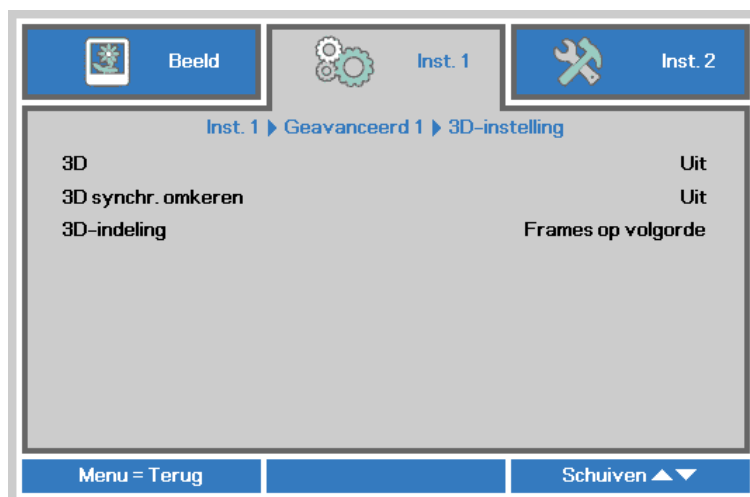 Beeld Inst. 1 Inst. 2
Inst. 1 ▶ Geavanceerd 1 ▶ 3D-instelling
3D Uit
3D synchr. omkeren Uit
3D-indeling Frames op volgorde
Menu = Terug Schuiven ▲▼